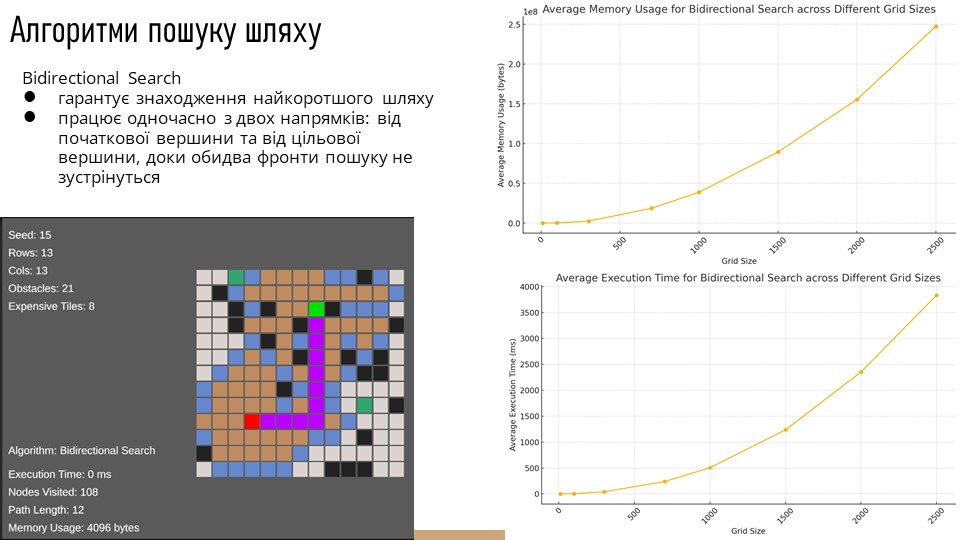 Алгоритми пошуку шляху
Bidirectional Search
● гарантує знаходження найкоротшого шляху
● працює одночасно з двох напрямків: від
початкової вершини та від цільової
вершини, доки обидва фронти пошуку не
зустрінуться
Seed: 15
Rows: 13
Cols: 13
Obstacles: 21
Expensive Tiles: 8
Algorithm: Bidirectional Search
Execution Time: 0 ms
Nodes Visited: 108
Path Length: 12
Memory Usage: 4096 bytes
Average Memory Usage for Bidirectional Search across Different Grid Sizes
1e8
Average Memory Usage (bytes)
2.5
2.0
1.5
1.0
0.5
0.0
0
500
1000
1500
2000
2500
Grid Size
Average Execution Time for Bidirectional Search across Different Grid Sizes
Average Execution Time (ms)
4000
3500
3000
2500
2000
1500
1000
500
0
0
500
1000
1500
2000
2500
Grid Size